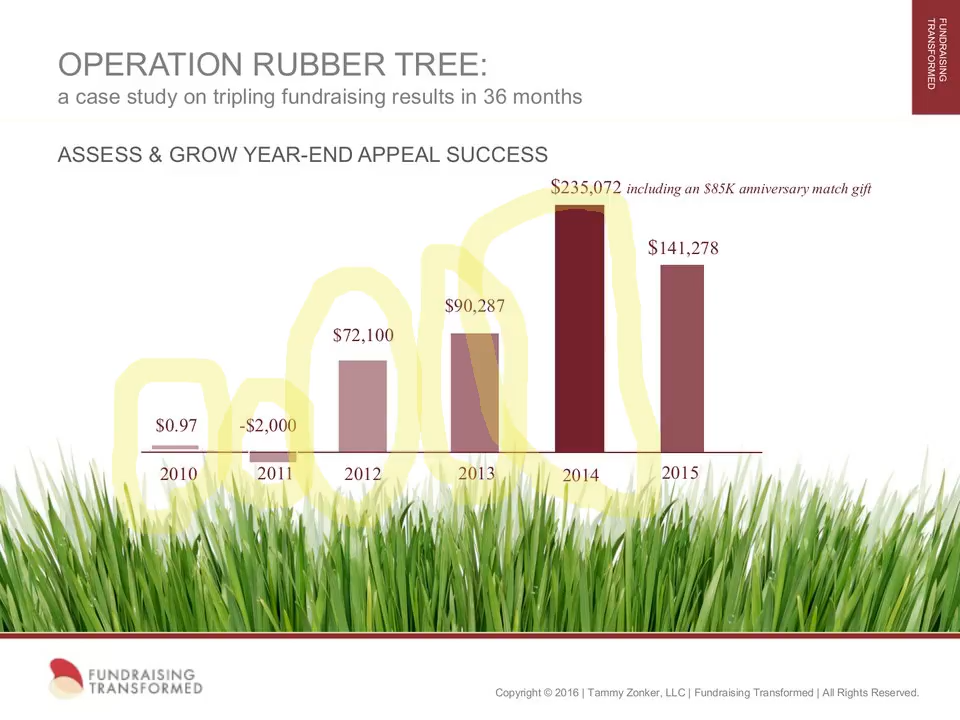 FUNDRAISING
TRANSFORMED
OPERATION RUBBER TREE:
a case study on tripling fundraising results in 36 months
ASSESS & GROW YEAR-END APPEAL SUCCESS
$235,072 including an $85K anniversary match gift
$141,278
$90,287
$72,100
$0.97
-$2,000
2010
2011
2012
2013
2014
2015
FUNDRAISING
TRANSFORMED
Copyright © 2016 | Tammy Zonker, LLC | Fundraising Transformed | All Rights Reserved.